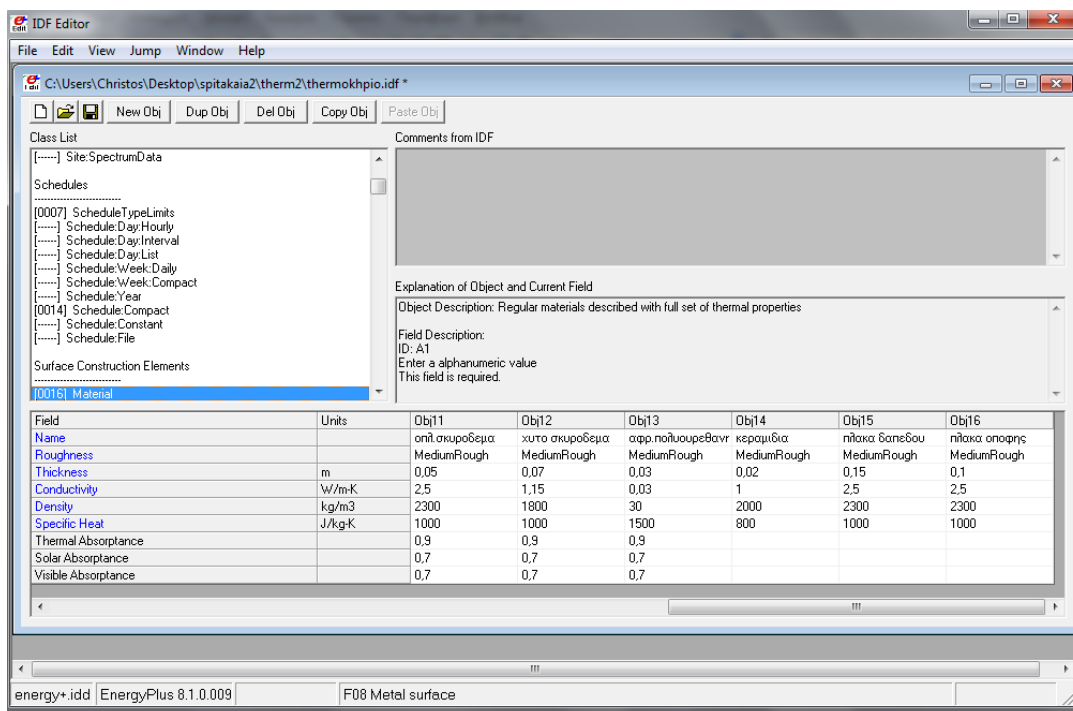 IDF Editor
File Edit View Jump Window Help
C:\Users\Christos\Desktop\spitakaia2\therm2\thermokhpio.idf *
New Obj Dup Obj Del Obj Copy Obj Paste Obj
Class List Comments from IDF
[------] Site:SpectrumData
Schedules
--------------------------
[0007] ScheduleTypeLimits
[------] Schedule:Day:Hourly
[------] Schedule:Day:Interval
[------] Schedule:Day:List
[------] Schedule:Week:Daily
[------] Schedule:Week:Compact
[------] Schedule:Year
[0014] Schedule:Compact
[------] Schedule:Constant
[------] Schedule:File
Surface Construction Elements
--------------------------
[0016] Material
Explanation of Object and Current Field
Object Description: Regular materials described with full set of thermal properties
Field Description:
ID: A1
Enter a alphanumeric value
This field is required.
Field Units Obj11 Obj12 Obj13 Obj14 Obj15 Obj16
Name οπλ.σκυροδεμα χυτο σκυροδεμα αφρ.πολυουρεθαν κεραμιδια πλακα δαπεδου πλακα οποφης
Roughness MediumRough MediumRough MediumRough MediumRough MediumRough MediumRough
Thickness m 0,05 0,07 0,03 0,02 0,15 0,1
Conductivity W/m-K 2,5 1,15 0,03 1 2,5 2,5
Density kg/m3 2300 1800 30 2000 2300 2300
Specific Heat J/kg-K 1000 1000 1500 800 1000 1000
Thermal Absorptance 0,9 0,9 0,9
Solar Absorptance 0,7 0,7 0,7
Visible Absorptance 0,7 0,7 0,7
energy+.idd EnergyPlus 8.1.0.009 F08 Metal surface